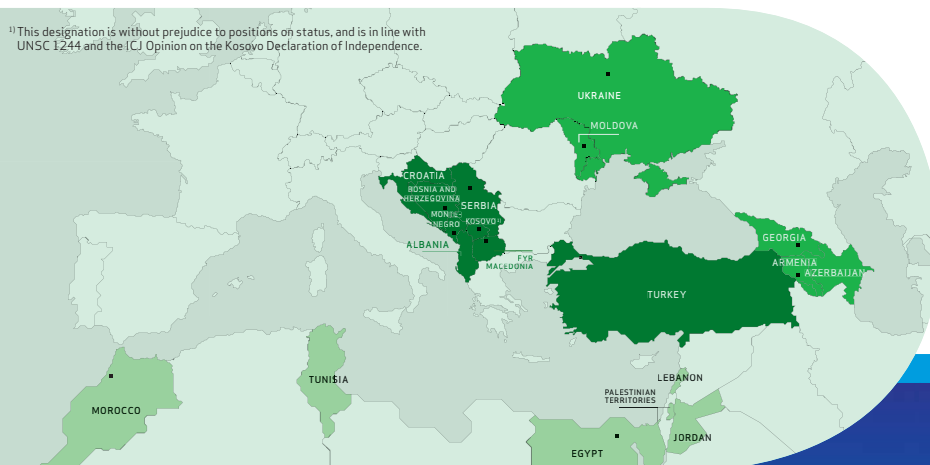 1) This designation is without prejudice to positions on status, and is in line with
UNSC 1244 and the ICJ Opinion on the Kosovo Declaration of Independence.
UKRAINE
MOLDOVA
CROATIA
BOSNIA AND
HERZEGOVINA
SERBIA
MONTE-
NEGRO
KOSOVO 1)
ALBANIA
FYR
MACEDONIA
GEORGIA
ARMENIA
AZERBAIJAN
TURKEY
TUNISIA
LEBANON
PALESTINIAN
TERRITORIES
MOROCCO
JORDAN
EGYPT